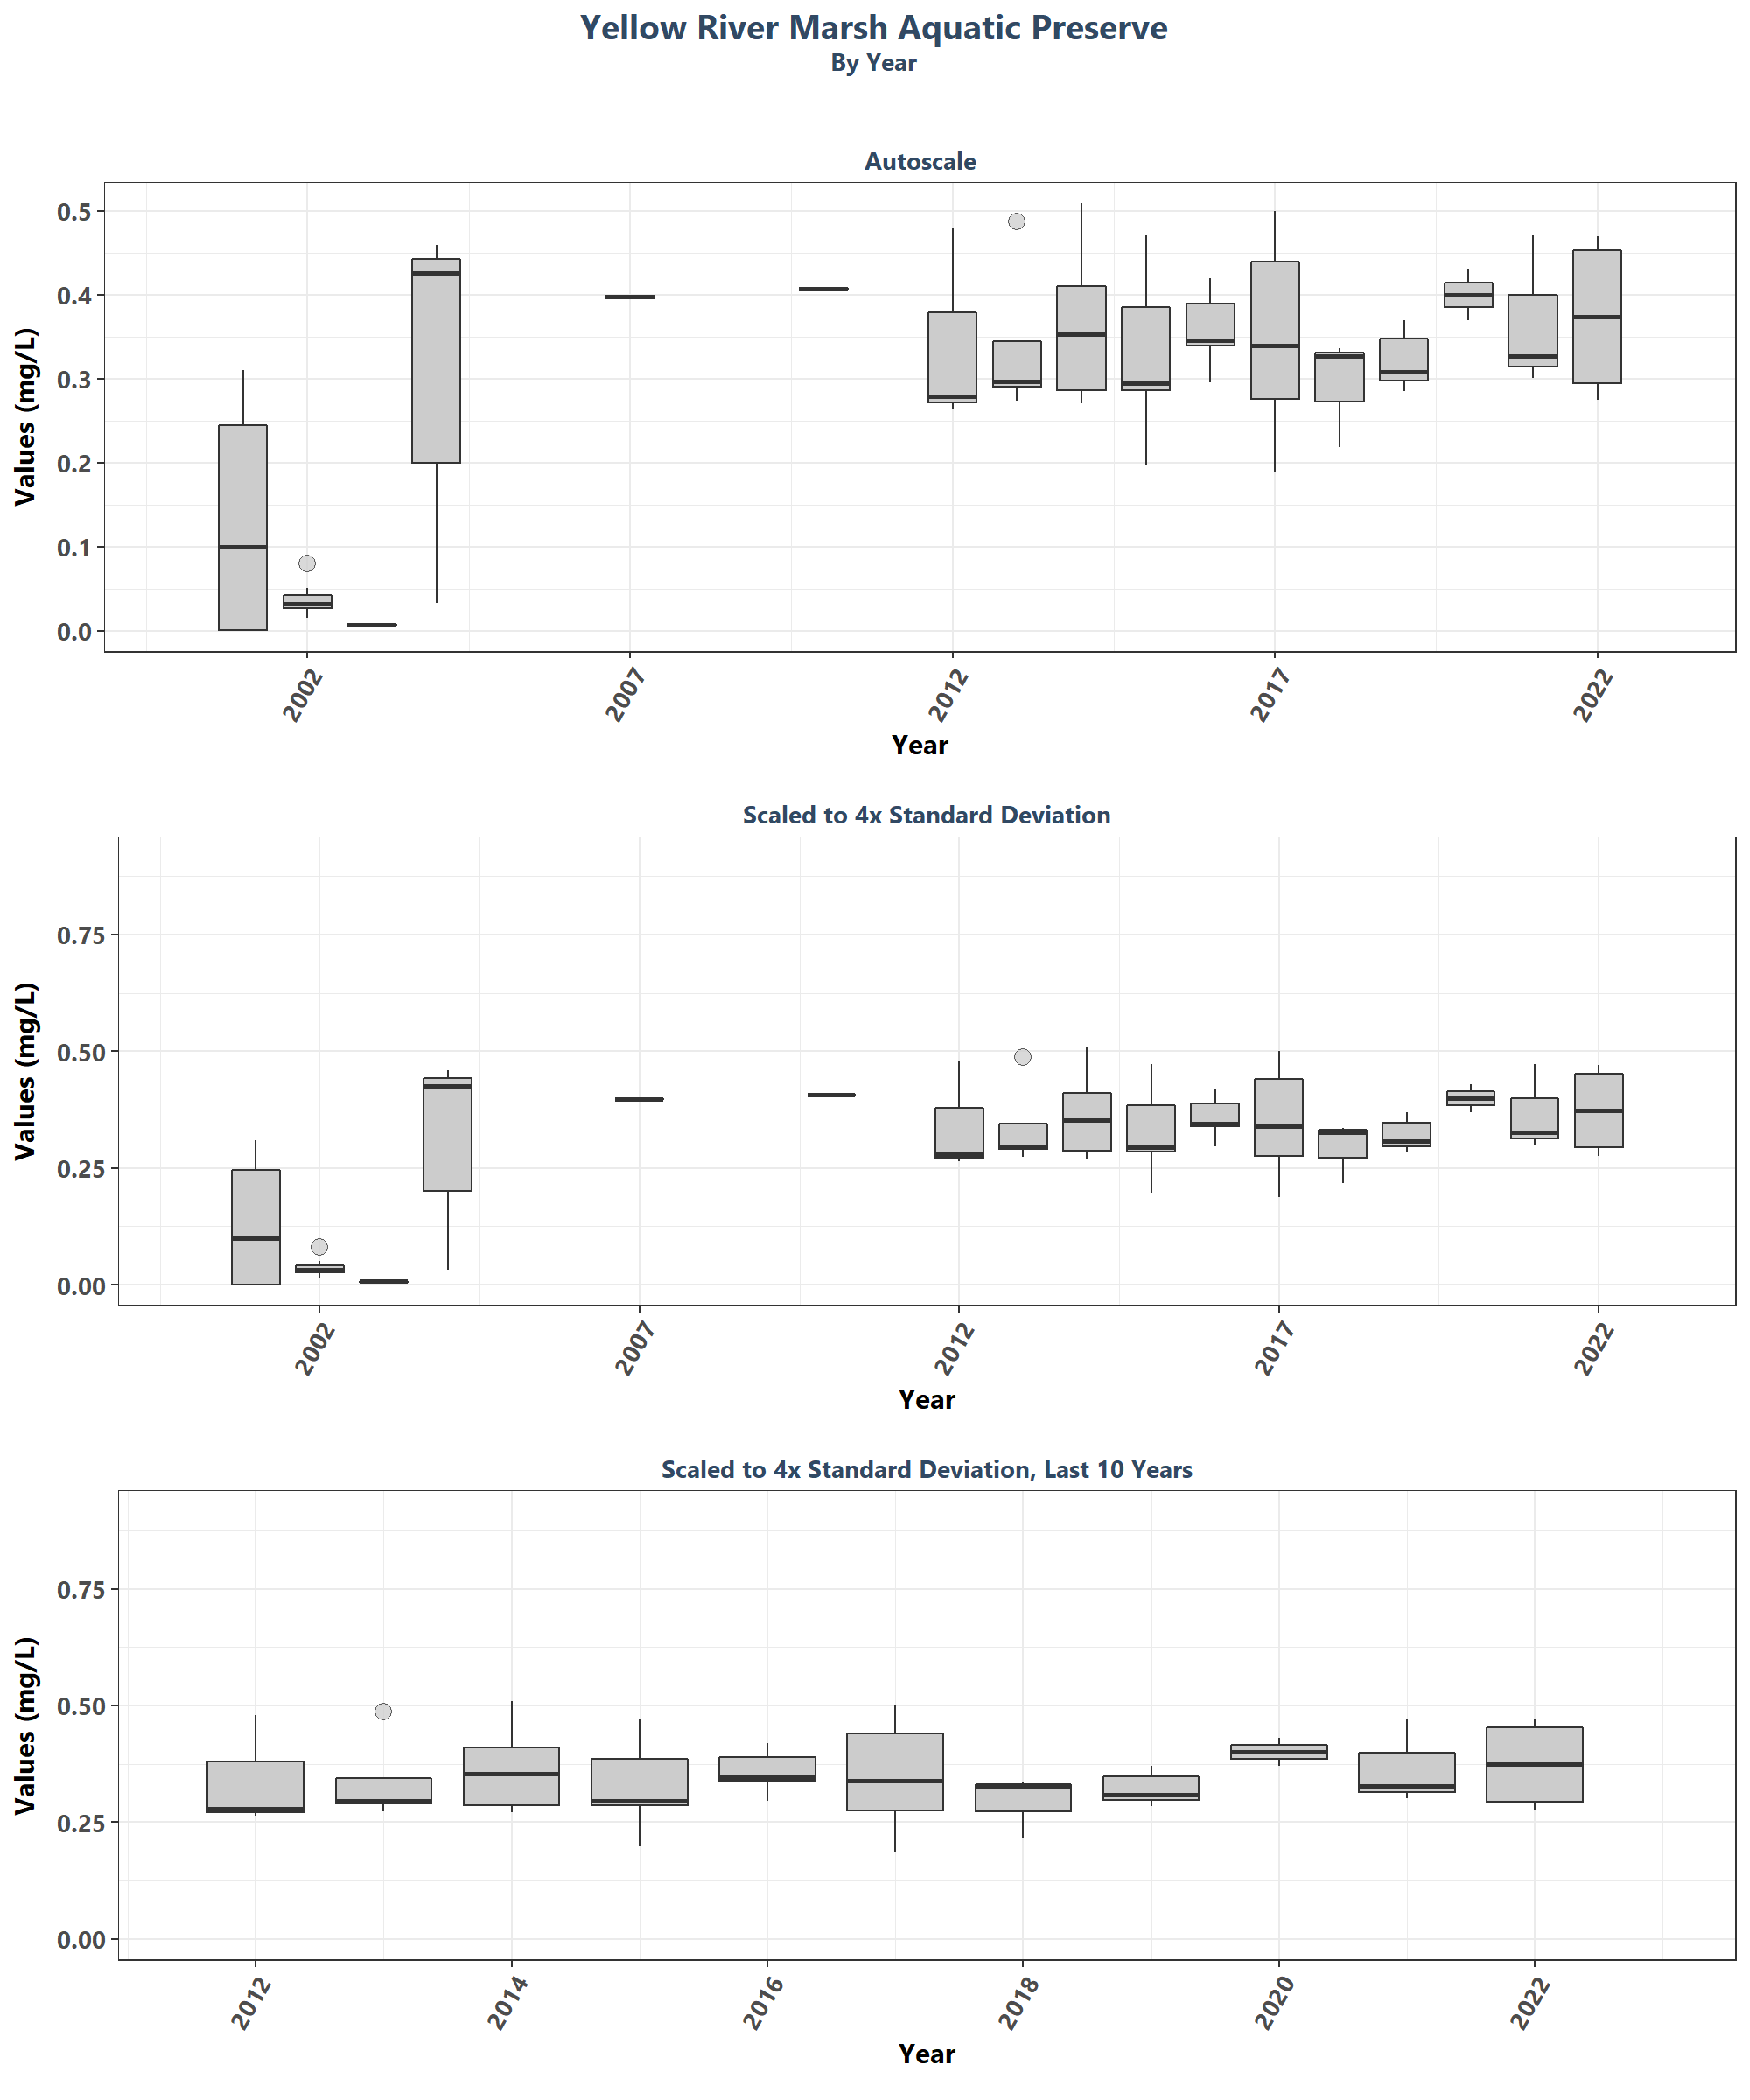 Yellow River Marsh Aquatic Preserve
By Year
Autoscale
Values (mg/L)
0.5
0.4
0.3
0.2
0.1
0.0
2002 2007 2012 2017 2022
Year
Scaled to 4x Standard Deviation
Values (mg/L)
0.75
0.50
0.25
0.00
2002 2007 2012 2017 2022
Year
Scaled to 4x Standard Deviation, Last 10 Years
Values (mg/L)
0.75
0.50
0.25
0.00
2012 2014 2016 2018 2020 2022
Year